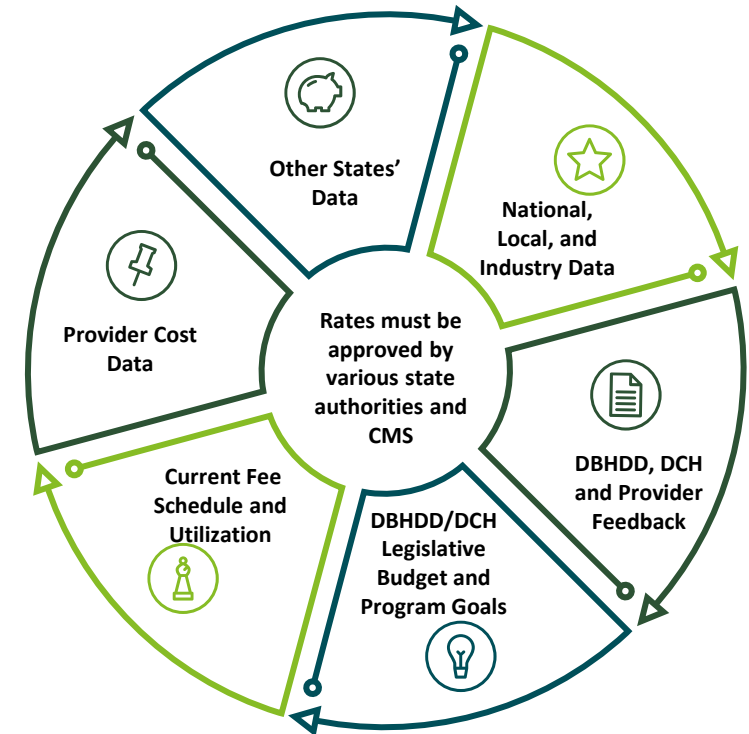 Other States’
Data
National,
Local, and
Industry Data
DBHDD, DCH
and Provider
Feedback
DBHDD/DCH
Legislative
Budget and
Program Goals
Current Fee
Schedule and
Utilization
Provider Cost
Data
Rates must be
approved by
various state
authorities and
CMS